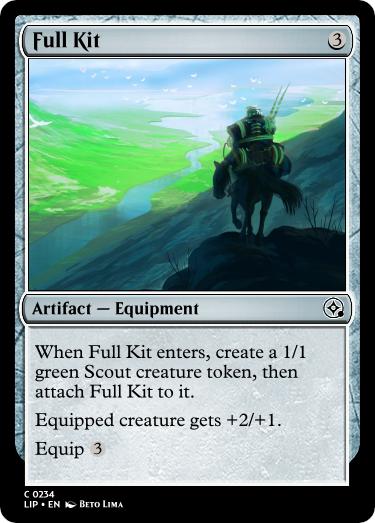 Full Kit 3
Artifact — Equipment
When Full Kit enters, create a 1/1
green Scout creature token, then
attach Full Kit to it.
Equipped creature gets +2/+1.
Equip 3
C 0234
LIP • EN Beto Lima